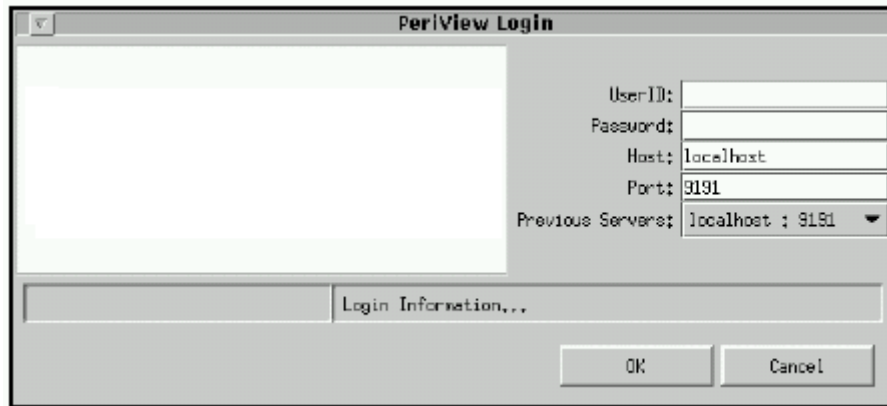 PeriView Login
UserID:
Password:
Host: localhost
Port: 9191
Previous Servers: localhost : 9191
Login Information...
OK Cancel